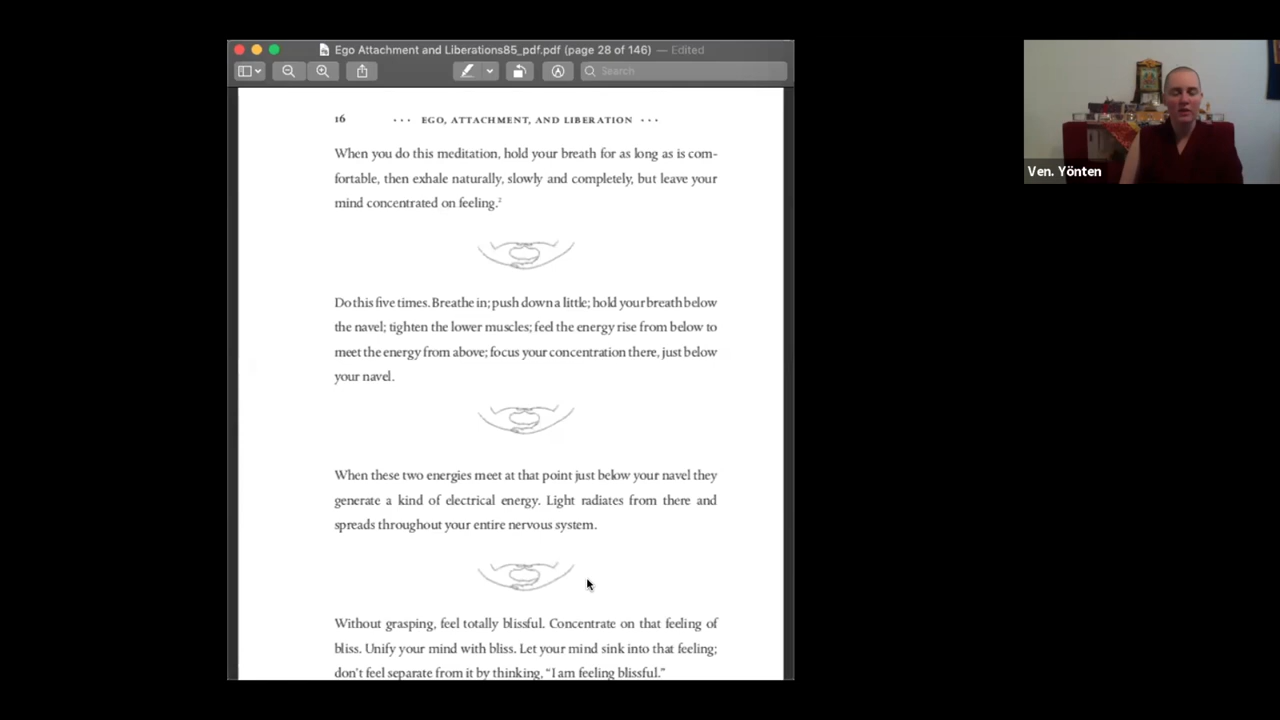 Ego Attachment and Liberations85_pdf.pdf (page 28 of 146) — Edited
Search
16 ··· EGO, ATTACHMENT, AND LIBERATION ···
When you do this meditation, hold your breath for as long as is com-
fortable, then exhale naturally, slowly and completely, but leave your
mind concentrated on feeling.²
Do this five times. Breathe in; push down a little; hold your breath below
the navel; tighten the lower muscles; feel the energy rise from below to
meet the energy from above; focus your concentration there, just below
your navel.
When these two energies meet at that point just below your navel they
generate a kind of electrical energy. Light radiates from there and
spreads throughout your entire nervous system.
Without grasping, feel totally blissful. Concentrate on that feeling of
bliss. Unify your mind with bliss. Let your mind sink into that feeling;
don't feel separate from it by thinking, “I am feeling blissful.”
Ven. Yönten